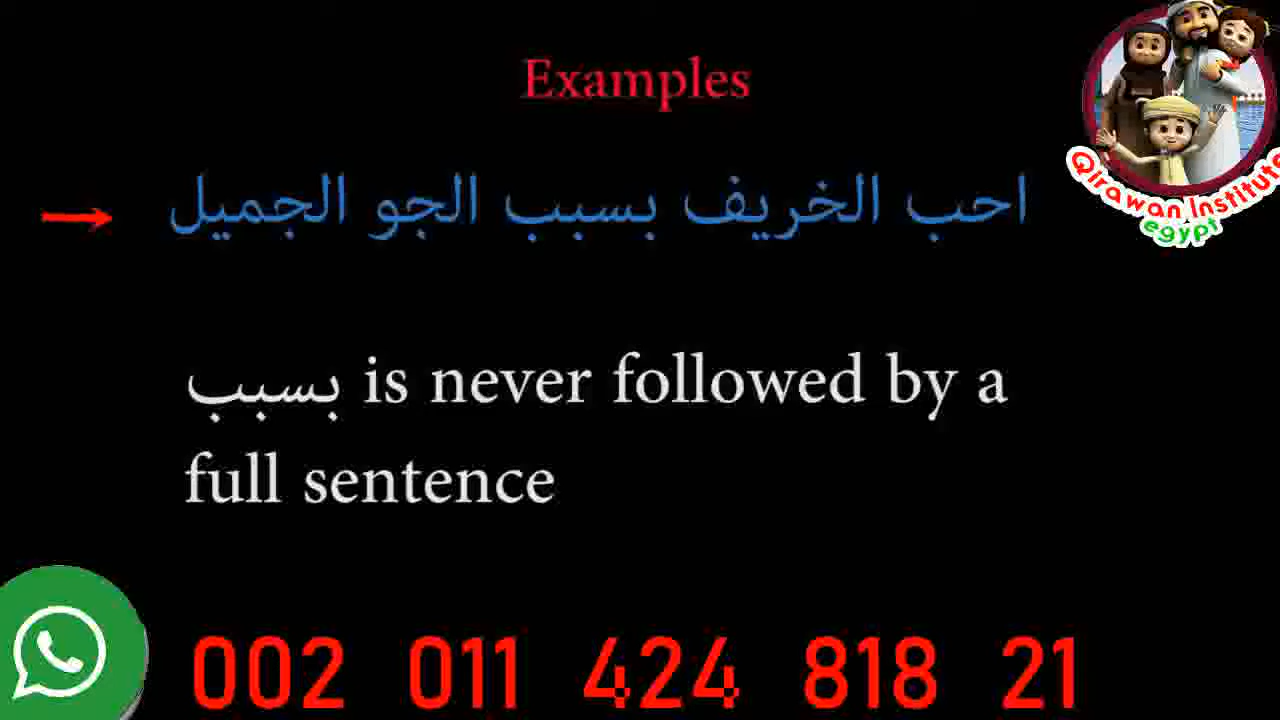 Examples
احب الخريف بسبب الجو الجميل
بسبب is never followed by a
full sentence
002 011 424 818 21
Qirawan Institute
egypt